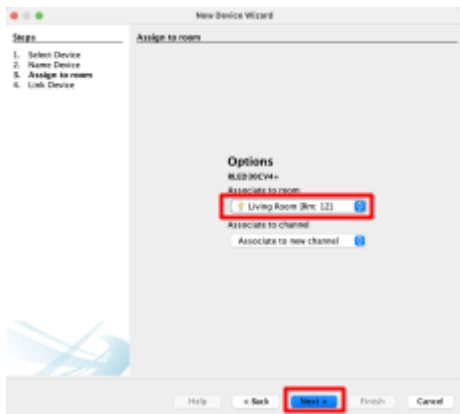 New Device Wizard
Steps
1. Select Device
2. Name Device
3. Assign to room
4. Link Device
Assign to room
Options
RLED30CV4+
Associate to room
Living Room [Rm: 12]
Associate to channel
Associate to new channel
Help < Back Next > Finish Cancel